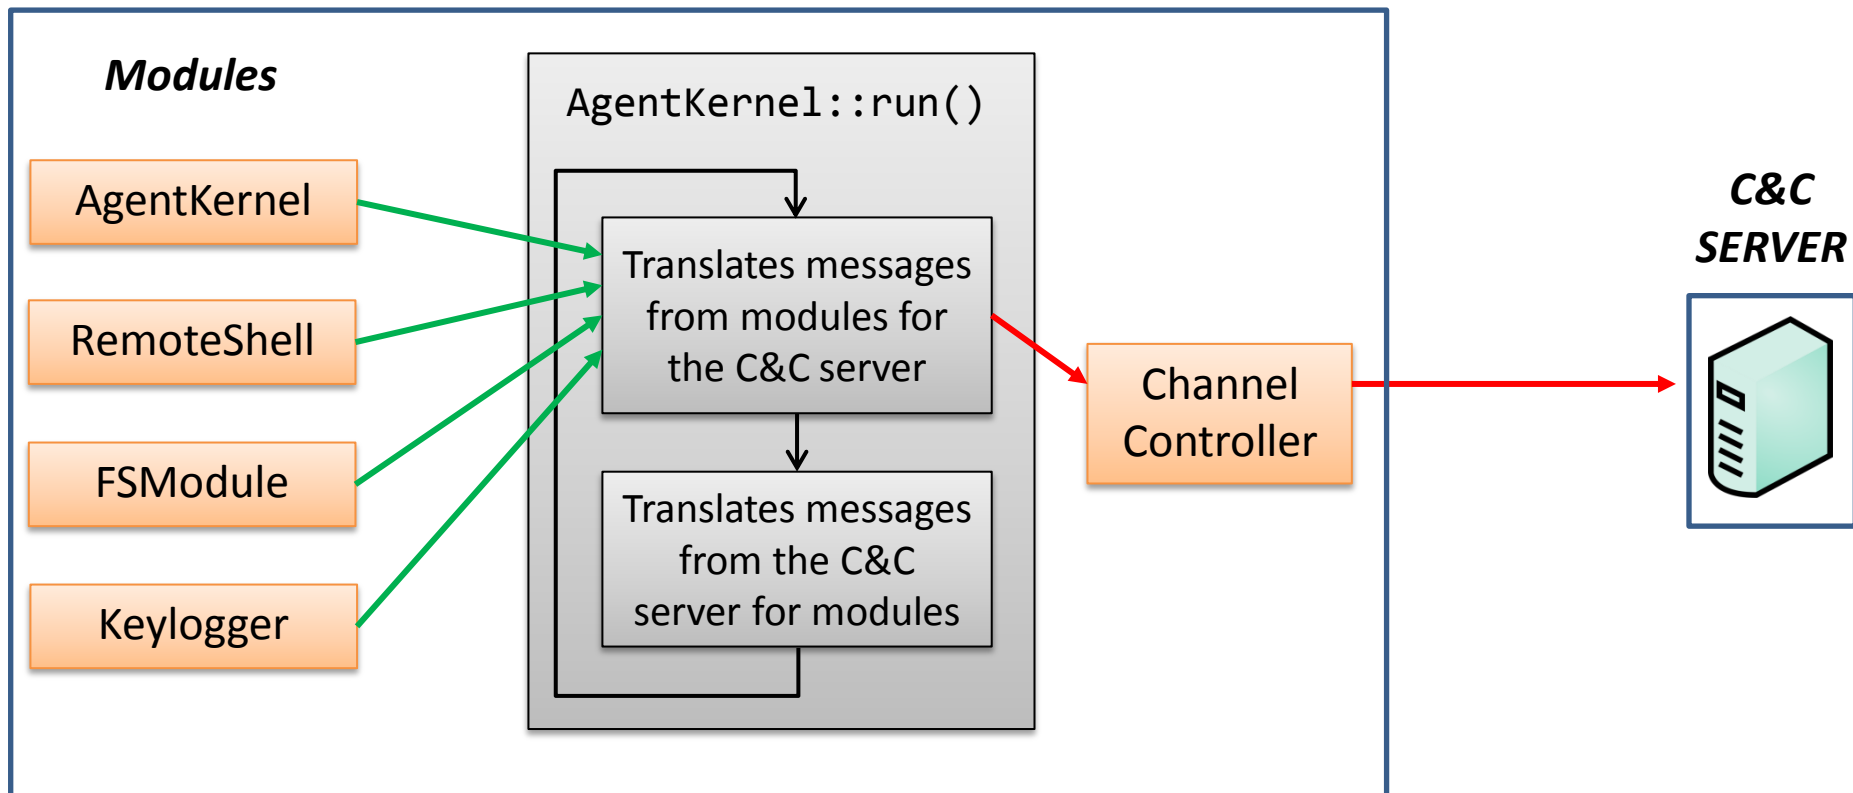 Modules
AgentKernel
RemoteShell
FSModule
Keylogger
AgentKernel::run()
Translates messages
from modules for
the C&C server
Translates messages
from the C&C
server for modules
Channel
Controller
C&C
SERVER